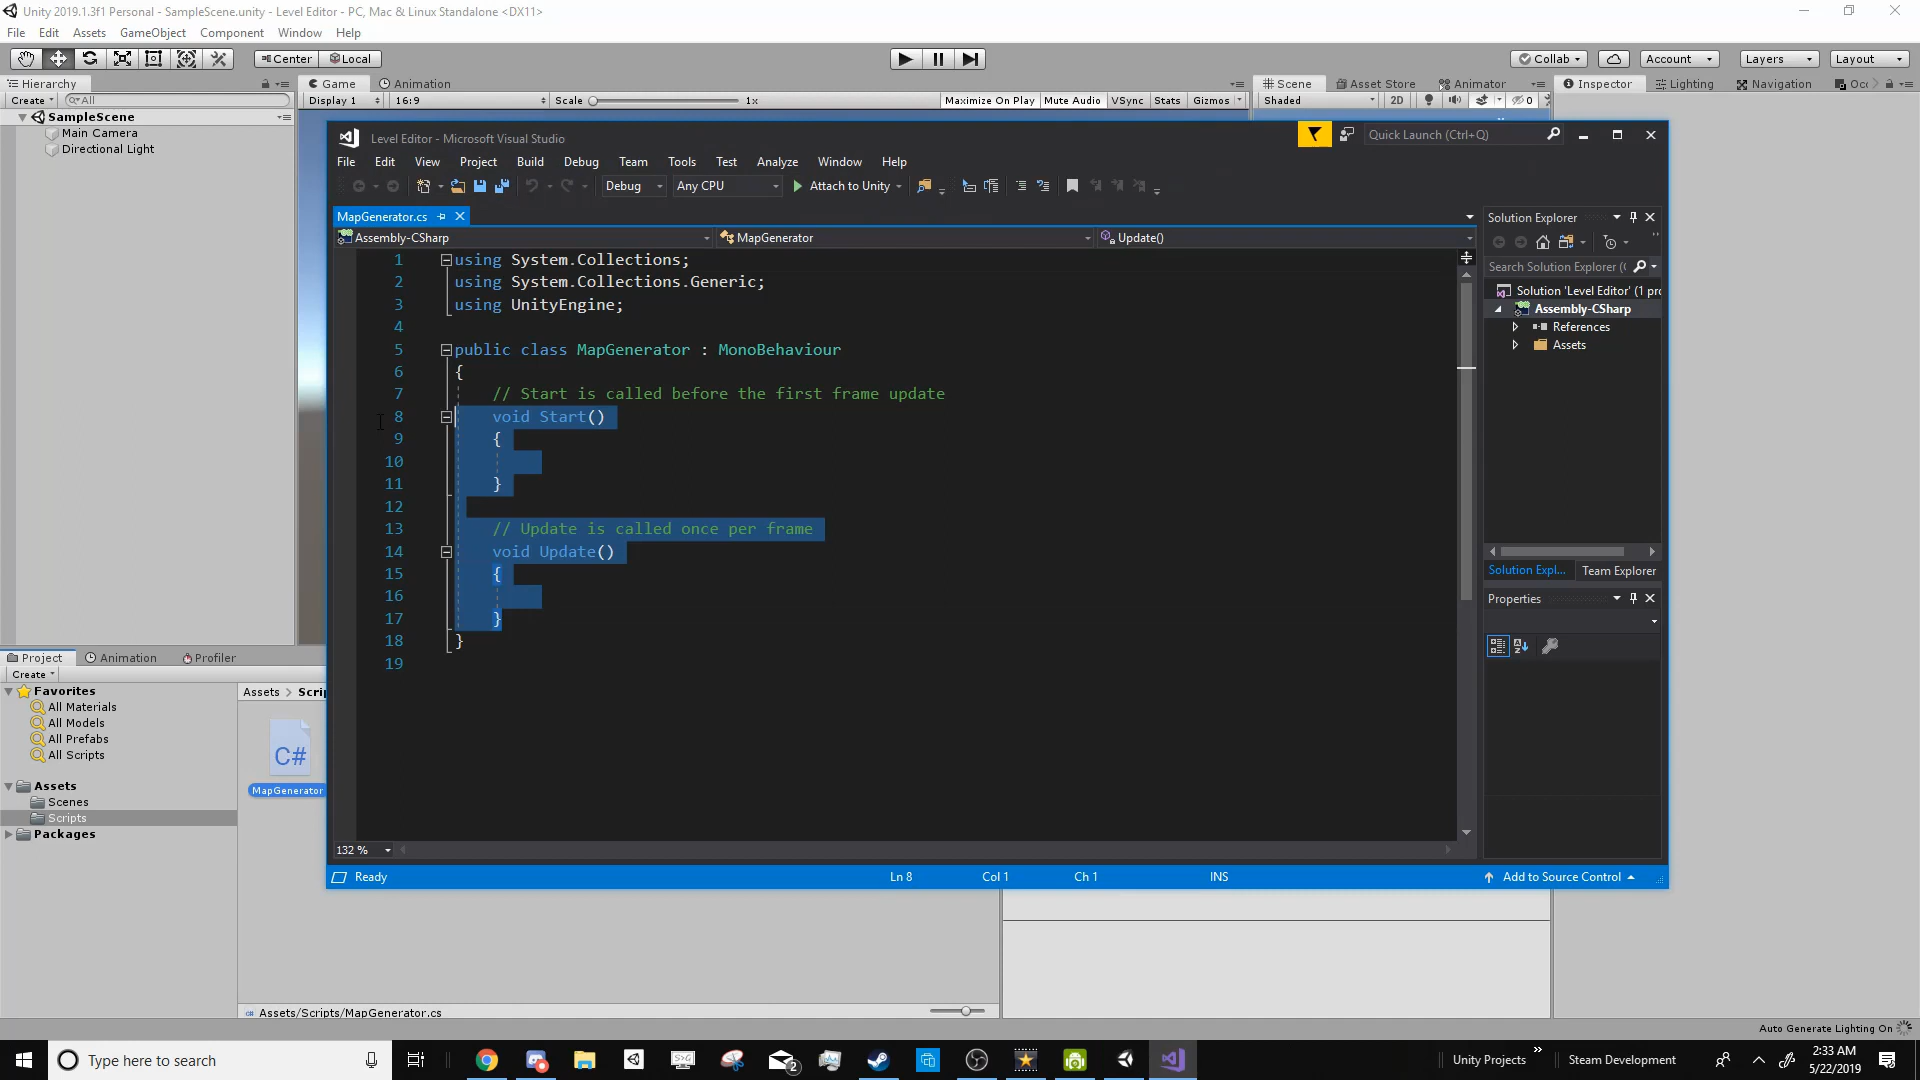 Unity 2019.1.3f1 Personal - SampleScene.unity - Level Editor - PC, Mac & Linux Standalone <DX11>
File Edit Assets GameObject Component Window Help
Center Local Collab Account Layers Layout
Hierarchy Game Animation Scene Asset Store Animator Inspector Lighting Navigation Oc
Create All Display 1 16:9 Scale 1x Maximize On Play Mute Audio VSync Stats Gizmos Shaded 2D 0
SampleScene
Main Camera
Directional Light
Level Editor - Microsoft Visual Studio Quick Launch (Ctrl+Q)
File Edit View Project Build Debug Team Tools Test Analyze Window Help
Debug Any CPU Attach to Unity
MapGenerator.cs
Assembly-CSharp MapGenerator Update()
1 using System.Collections;
2 using System.Collections.Generic;
3 using UnityEngine;
4
5 public class MapGenerator : MonoBehaviour
6 {
7 // Start is called before the first frame update
8 void Start()
9 {
10
11 }
12
13 // Update is called once per frame
14 void Update()
15 {
16
17 }
18 }
19
132 %
Ready Ln 8 Col 1 Ch 1 INS Add to Source Control
Solution Explorer
Search Solution Explorer (
Solution 'Level Editor' (1 pro
Assembly-CSharp
References
Assets
Solution Expl... Team Explorer
Properties
Project Animation Profiler
Create
Favorites
All Materials
All Models
All Prefabs
All Scripts
Assets
Scenes
Scripts
Packages
Assets > Scri
C#
MapGenerator
Assets/Scripts/MapGenerator.cs
Auto Generate Lighting On
Type here to search 2 Unity Projects Steam Development 2:33 AM
5/22/2019